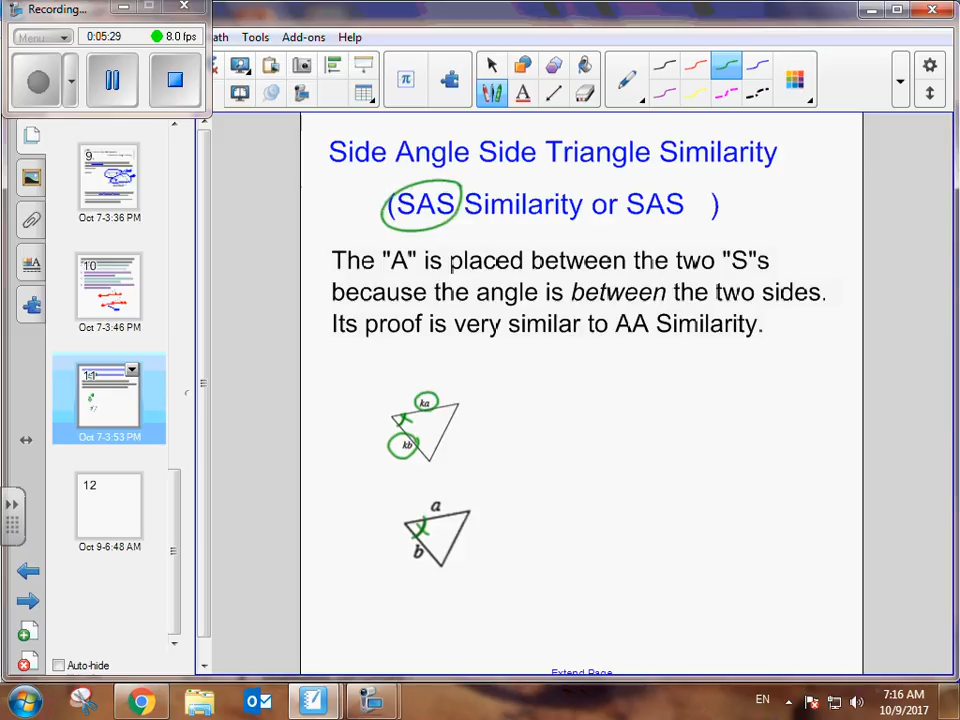 Recording...
Menu
0:05:29
8.0 fps
ath Tools Add-ons Help
9
Oct 7-3:36 PM
10
Oct 7-3:46 PM
11
Oct 7-3:53 PM
12
Oct 9-6:48 AM
Auto-hide
Side Angle Side Triangle Similarity
(SAS Similarity or SAS )
The "A" is placed between the two "S"s
because the angle is between the two sides.
Its proof is very similar to AA Similarity.
ka
kb
a
b
Extend Page
EN
7:16 AM
10/9/2017